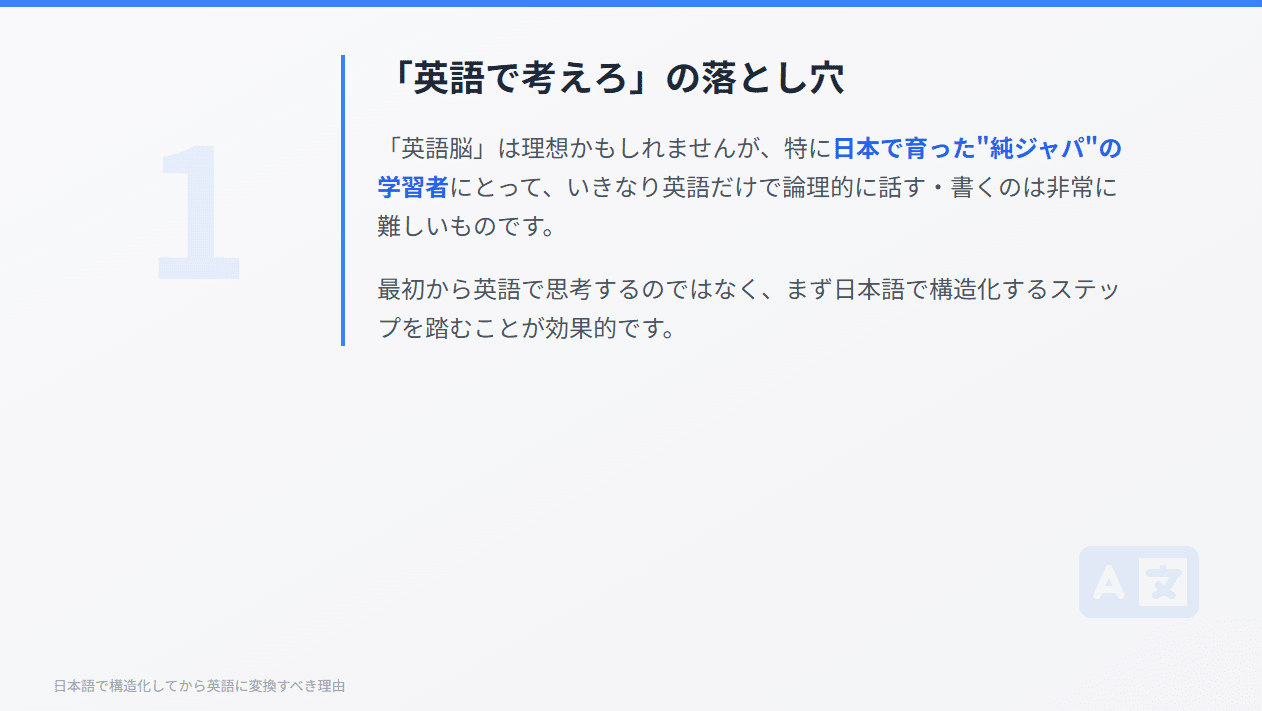 1
「英語で考えろ」の落とし穴
「英語脳」は理想かもしれませんが、特に日本で育った"純ジャパ"の
学習者にとって、いきなり英語だけで論理的に話す・書くのは非常に
難しいものです。
最初から英語で思考するのではなく、まず日本語で構造化するステッ
プを踏むことが効果的です。
A 文
日本語で構造化してから英語に変換すべき理由